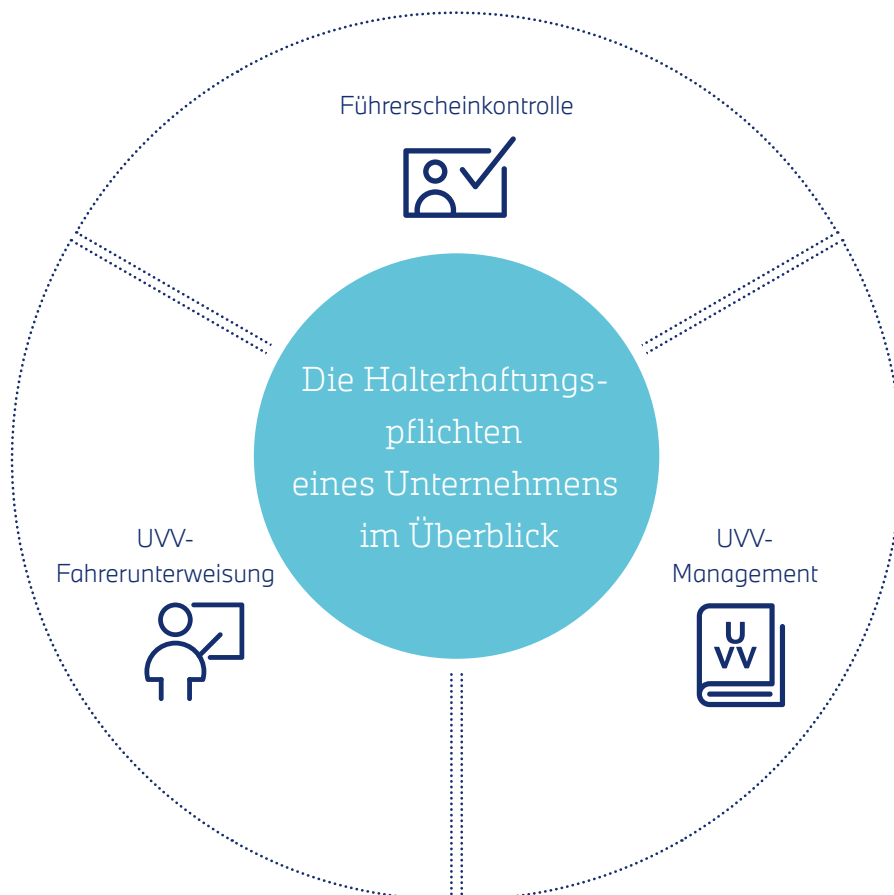 Führerscheinkontrolle
Die Halterhaftungs-
pflichten
eines Unternehmens
im Überblick
UVV-
Fahrerunterweisung
UVV-
Management
U
VV